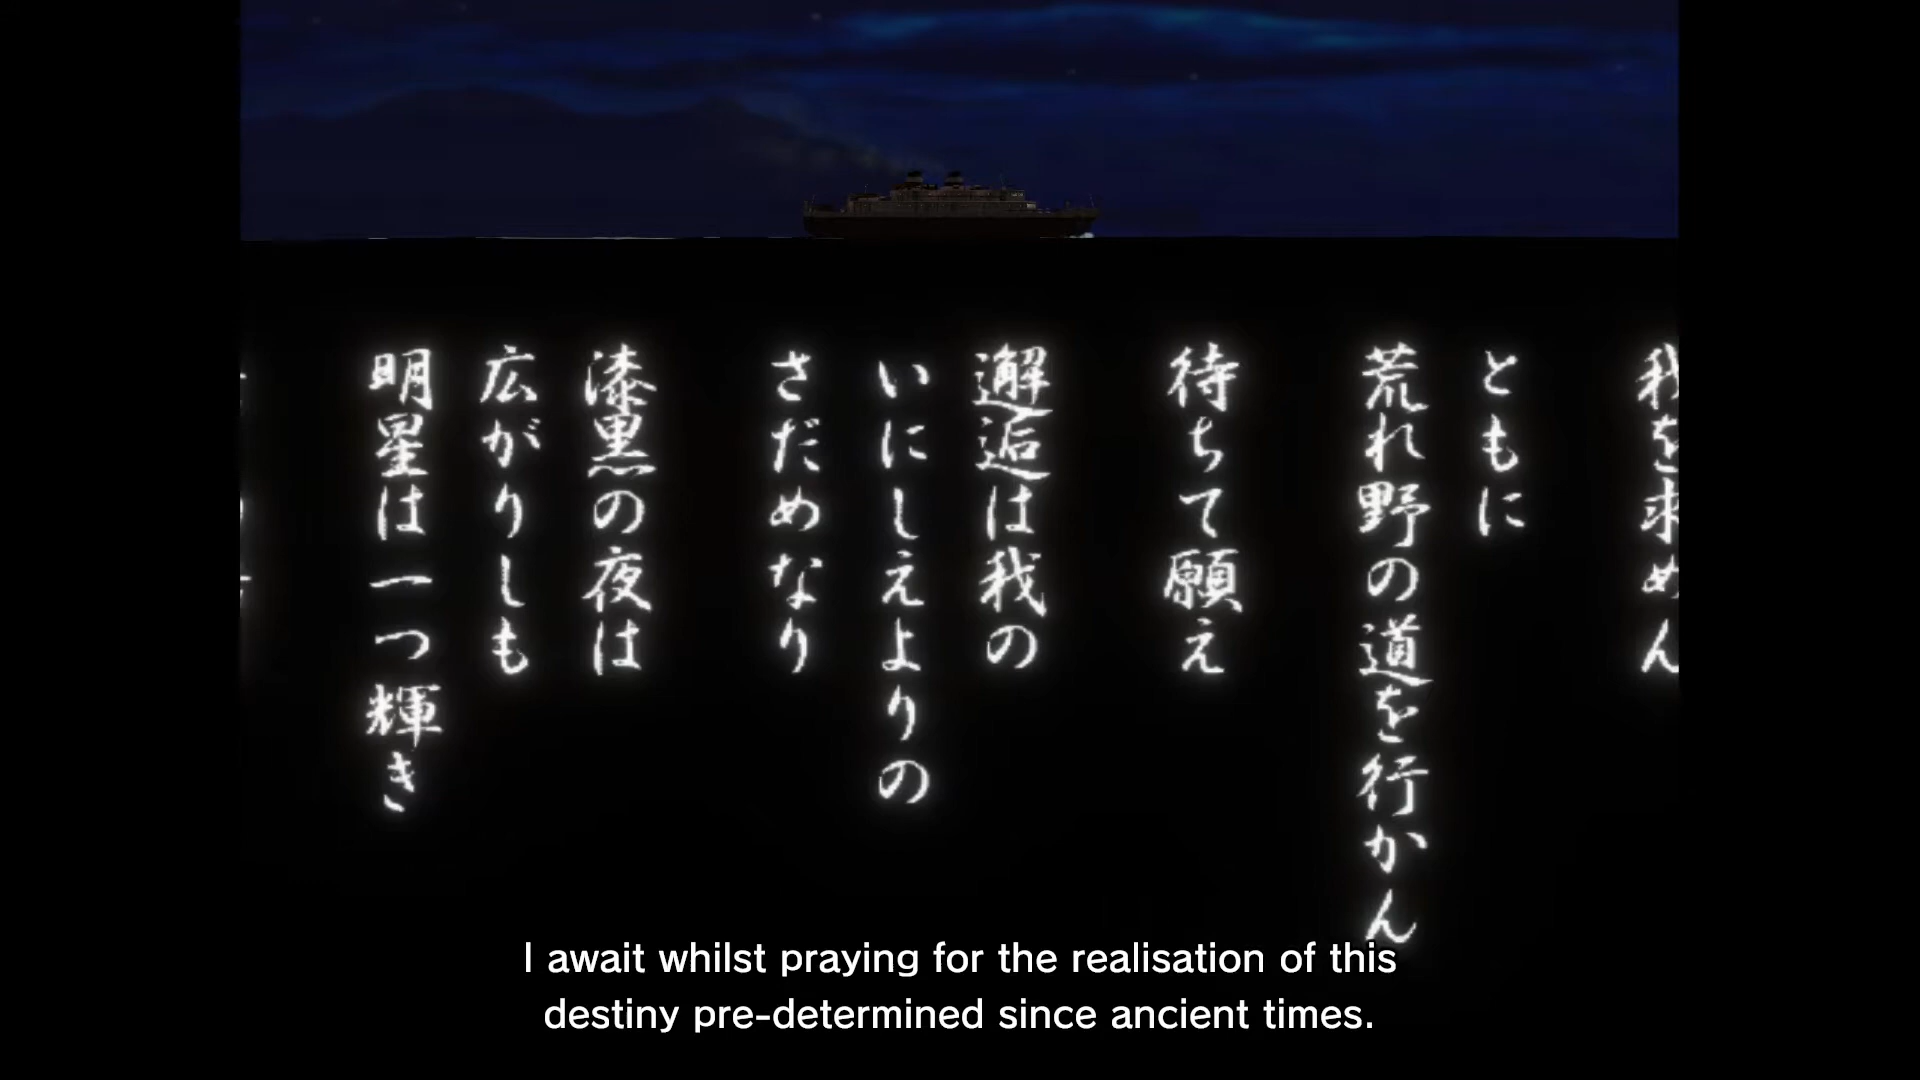 我を求めん
ともに
荒れ野の道を行かん
待ちて願え
邂逅は我の
いにしえよりの
さだめなり
漆黒の夜は
広がりしも
明星は一つ輝き
I await whilst praying for the realisation of this
destiny pre-determined since ancient times.